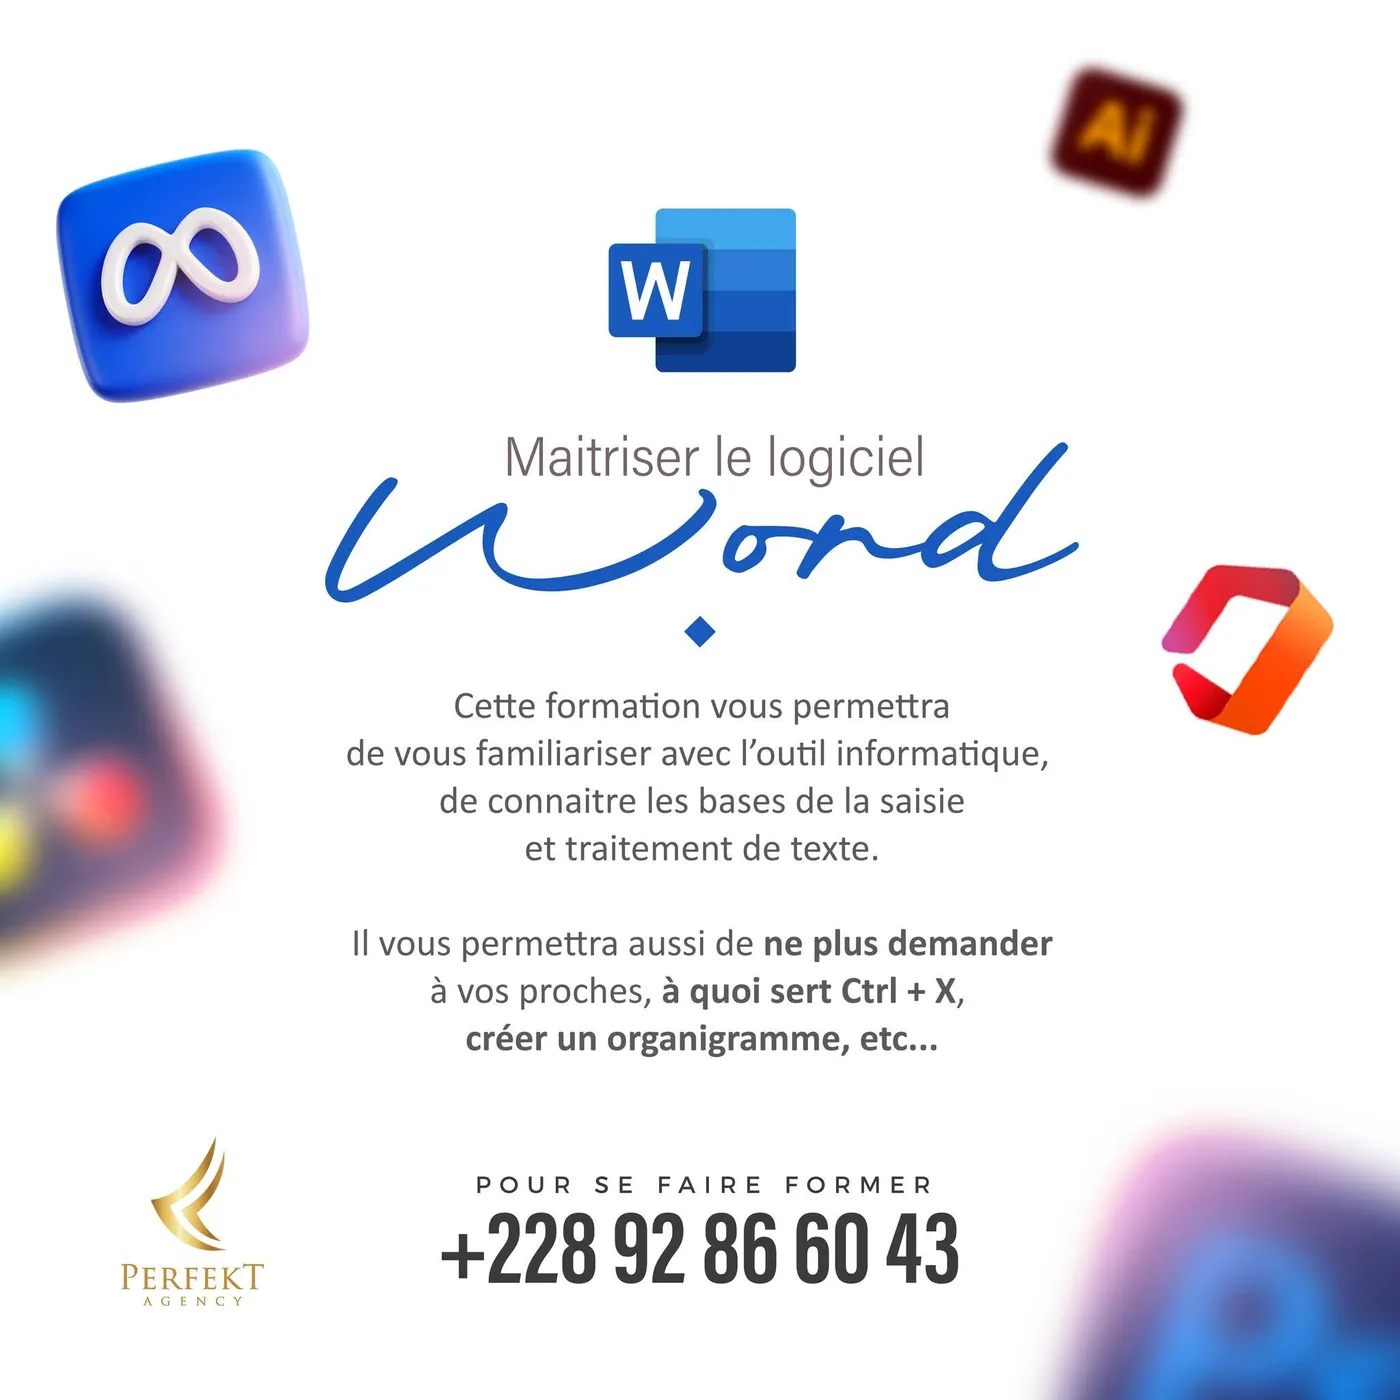 Ai
W
Maitriser le logiciel
Word
Cette formation vous permettra
de vous familiariser avec l’outil informatique,
de connaitre les bases de la saisie
et traitement de texte.
Il vous permettra aussi de ne plus demander
à vos proches, à quoi sert Ctrl + X,
créer un organigramme, etc...
POUR SE FAIRE FORMER
+228 92 86 60 43
PERFEKT
AGENCY